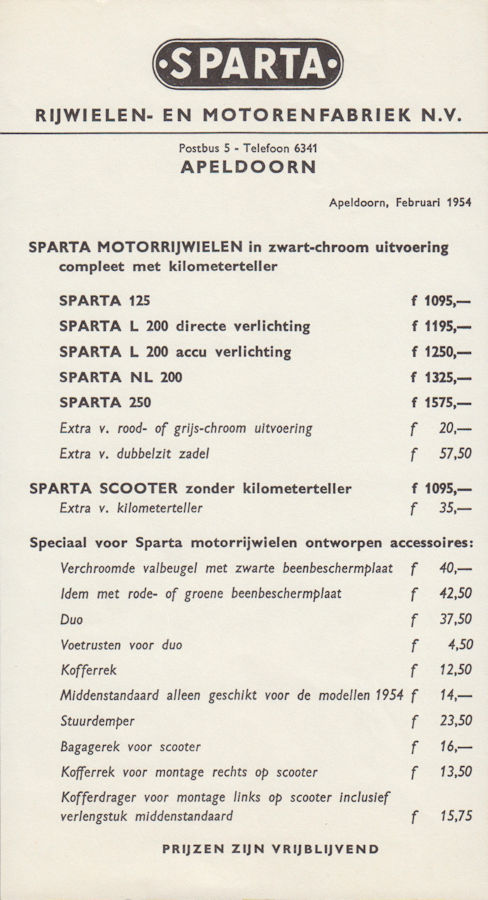 SPARTA
RIJWIELEN- EN MOTORENFABRIEK N.V.
Postbus 5 - Telefoon 6341
APELDOORN
Apeldoorn, Februari 1954
SPARTA MOTORRIJWIELEN in zwart-chroom uitvoering
compleet met kilometerteller
SPARTA 125 f 1095,—
SPARTA L 200 directe verlichting f 1195,—
SPARTA L 200 accu verlichting f 1250,—
SPARTA NL 200 f 1325,—
SPARTA 250 f 1575,—
Extra v. rood- of grijs-chroom uitvoering f 20,—
Extra v. dubbelzit zadel f 57,50
SPARTA SCOOTER zonder kilometerteller f 1095,—
Extra v. kilometerteller f 35,—
Speciaal voor Sparta motorrijwielen ontworpen accessoires:
Verchroomde valbeugel met zwarte beenbeschermplaat f 40,—
Idem met rode- of groene beenbeschermplaat f 42,50
Duo f 37,50
Voetrusten voor duo f 4,50
Kofferrek f 12,50
Middenstandaard alleen geschikt voor de modellen 1954 f 14,—
Stuurdemper f 23,50
Bagagerek voor scooter f 16,—
Kofferrek voor montage rechts op scooter f 13,50
Kofferdrager voor montage links op scooter inclusief
verlengstuk middenstandaard f 15,75
PRIJZEN ZIJN VRIJBLIJVEND